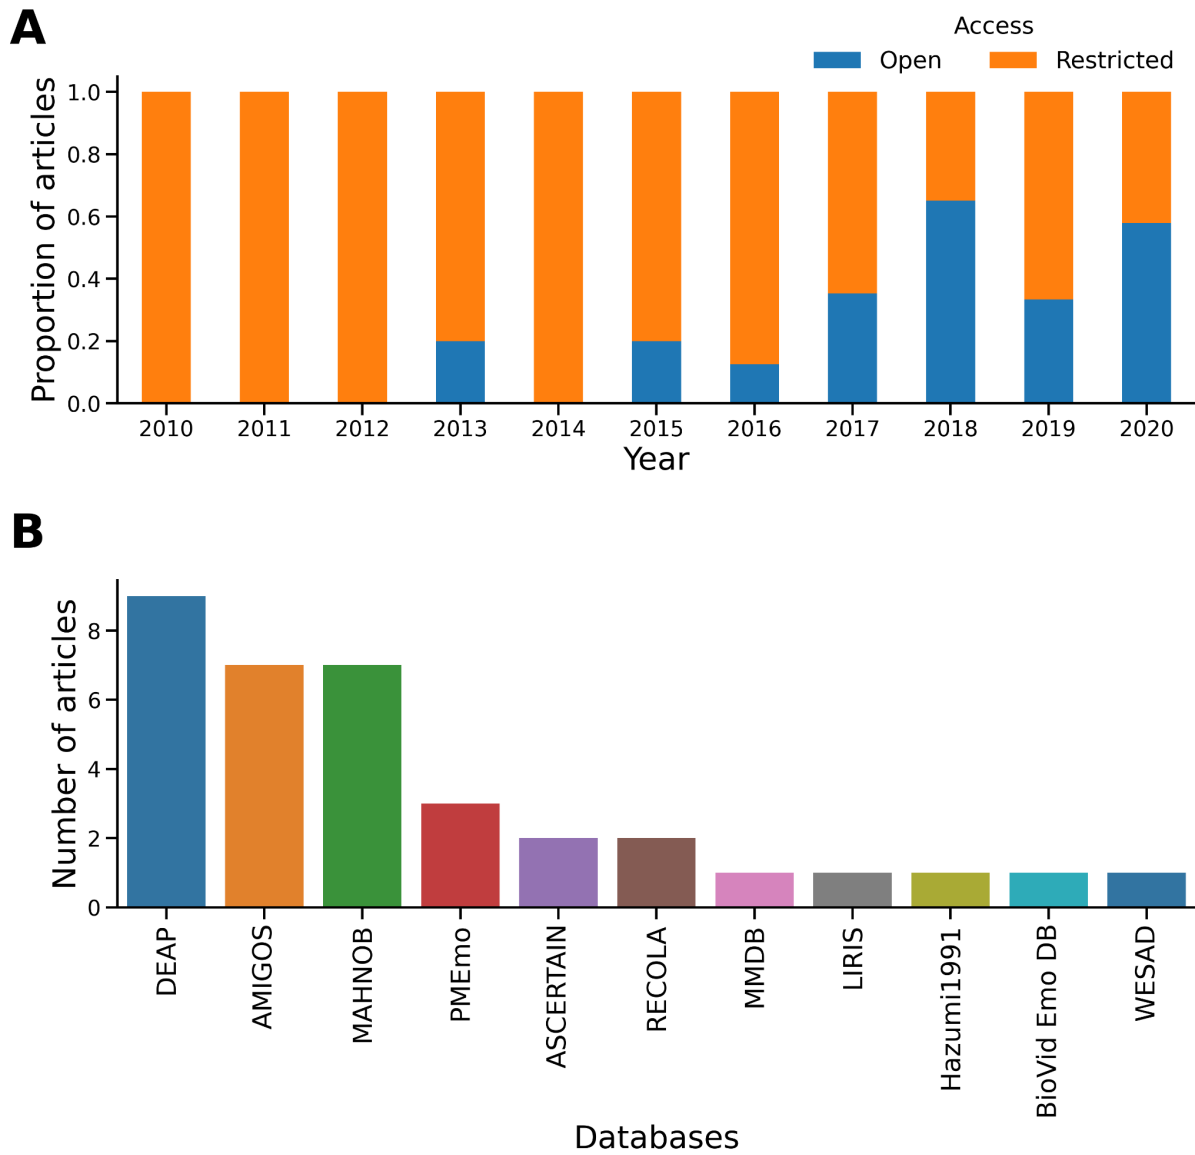 A
Access
Open Restricted
Proportion of articles
1.0
0.8
0.6
0.4
0.2
0.0
2010 2011 2012 2013 2014 2015 2016 2017 2018 2019 2020
Year
B
Number of articles
8
6
4
2
0
DEAP
AMIGOS
MAHNOB
PMEmo
ASCERTAIN
RECOLA
MMDB
LIRIS
Hazumi1991
BioVid Emo DB
WESAD
Databases